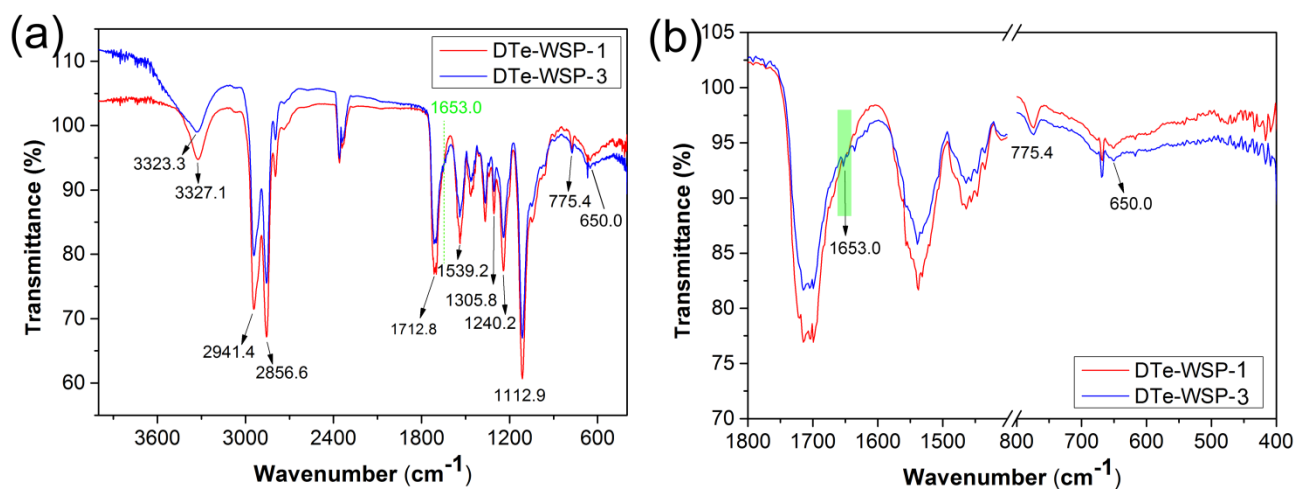 (a)
DTe-WSP-1
DTe-WSP-3
110
100
90
80
70
60
Transmittance (%)
1653.0
3323.3
3327.1
2941.4
2856.6
1712.8
1539.2
1305.8
1240.2
1112.9
775.4
650.0
3600 3000 2400 1800 1200 600
Wavenumber (cm-1)
(b)
105
100
95
90
85
80
75
70
Transmittance (%)
1653.0
775.4
650.0
DTe-WSP-1
DTe-WSP-3
1800 1700 1600 1500 800 700 600 500 400
Wavenumber (cm-1)